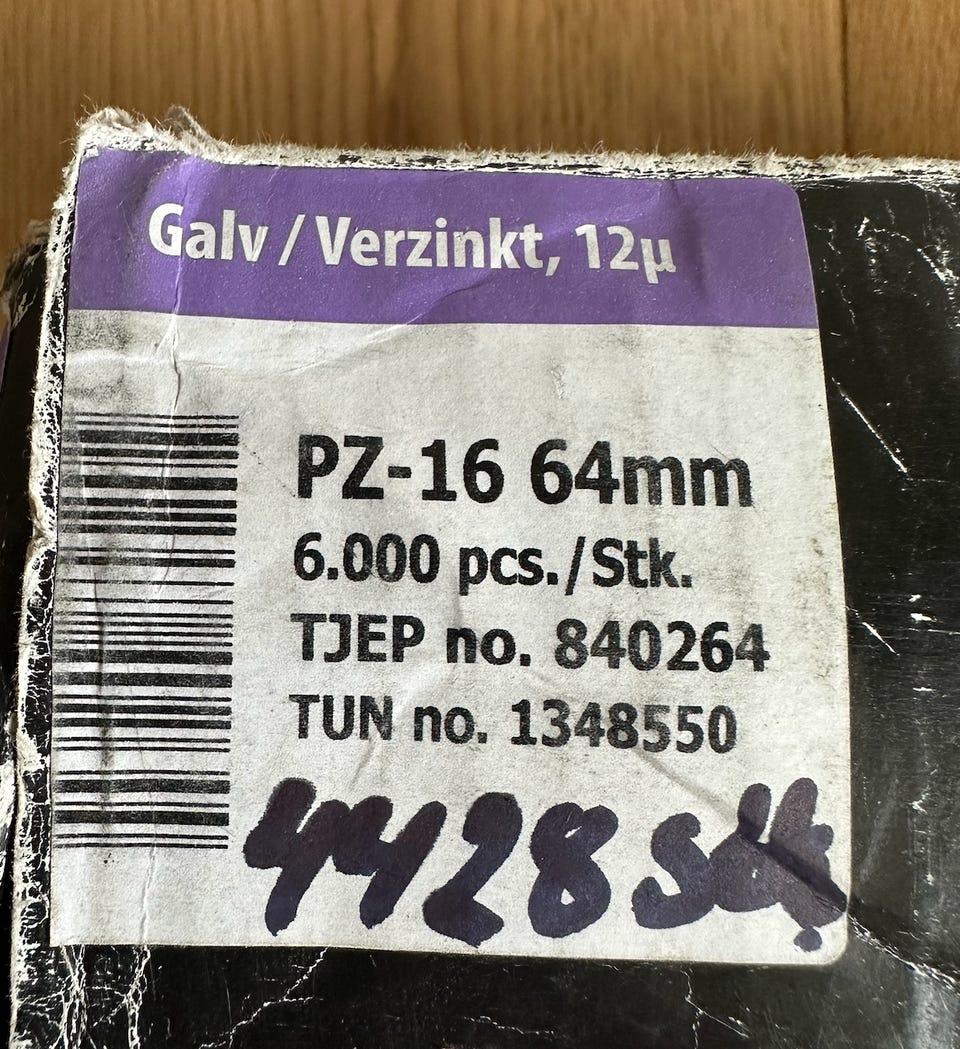 Galv / Verzinkt, 12µ
PZ-16 64mm
6.000 pcs./Stk.
TJEP no. 840264
TUN no. 1348550
4428 stk.